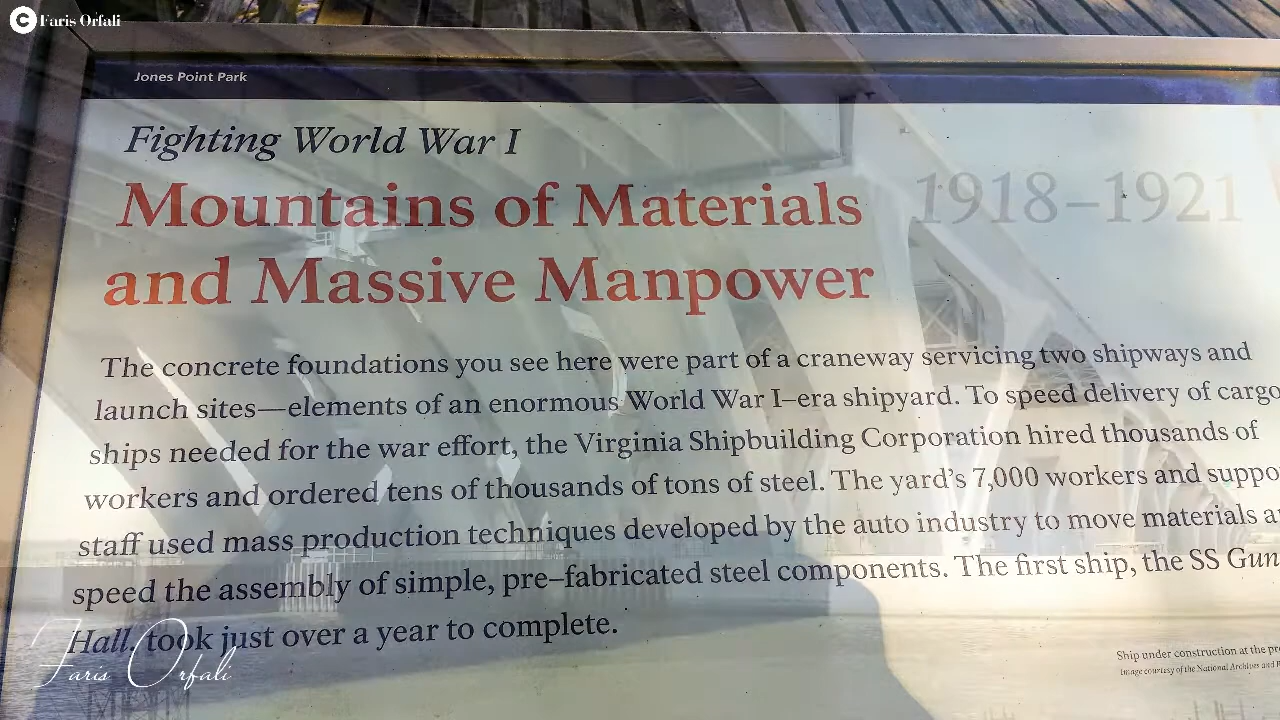 © Faris Orfali
Jones Point Park
Fighting World War I
Mountains of Materials
and Massive Manpower
1918–1921
The concrete foundations you see here were part of a craneway servicing two shipways and
launch sites—elements of an enormous World War I–era shipyard. To speed delivery of cargo
ships needed for the war effort, the Virginia Shipbuilding Corporation hired thousands of
workers and ordered tens of thousands of tons of steel. The yard's 7,000 workers and suppo
staff used mass production techniques developed by the auto industry to move materials a
speed the assembly of simple, pre–fabricated steel components. The first ship, the SS Gun
Hall, took just over a year to complete.
Faris Orfali
Ship under construction at the pr
Image courtesy of the National Archives and